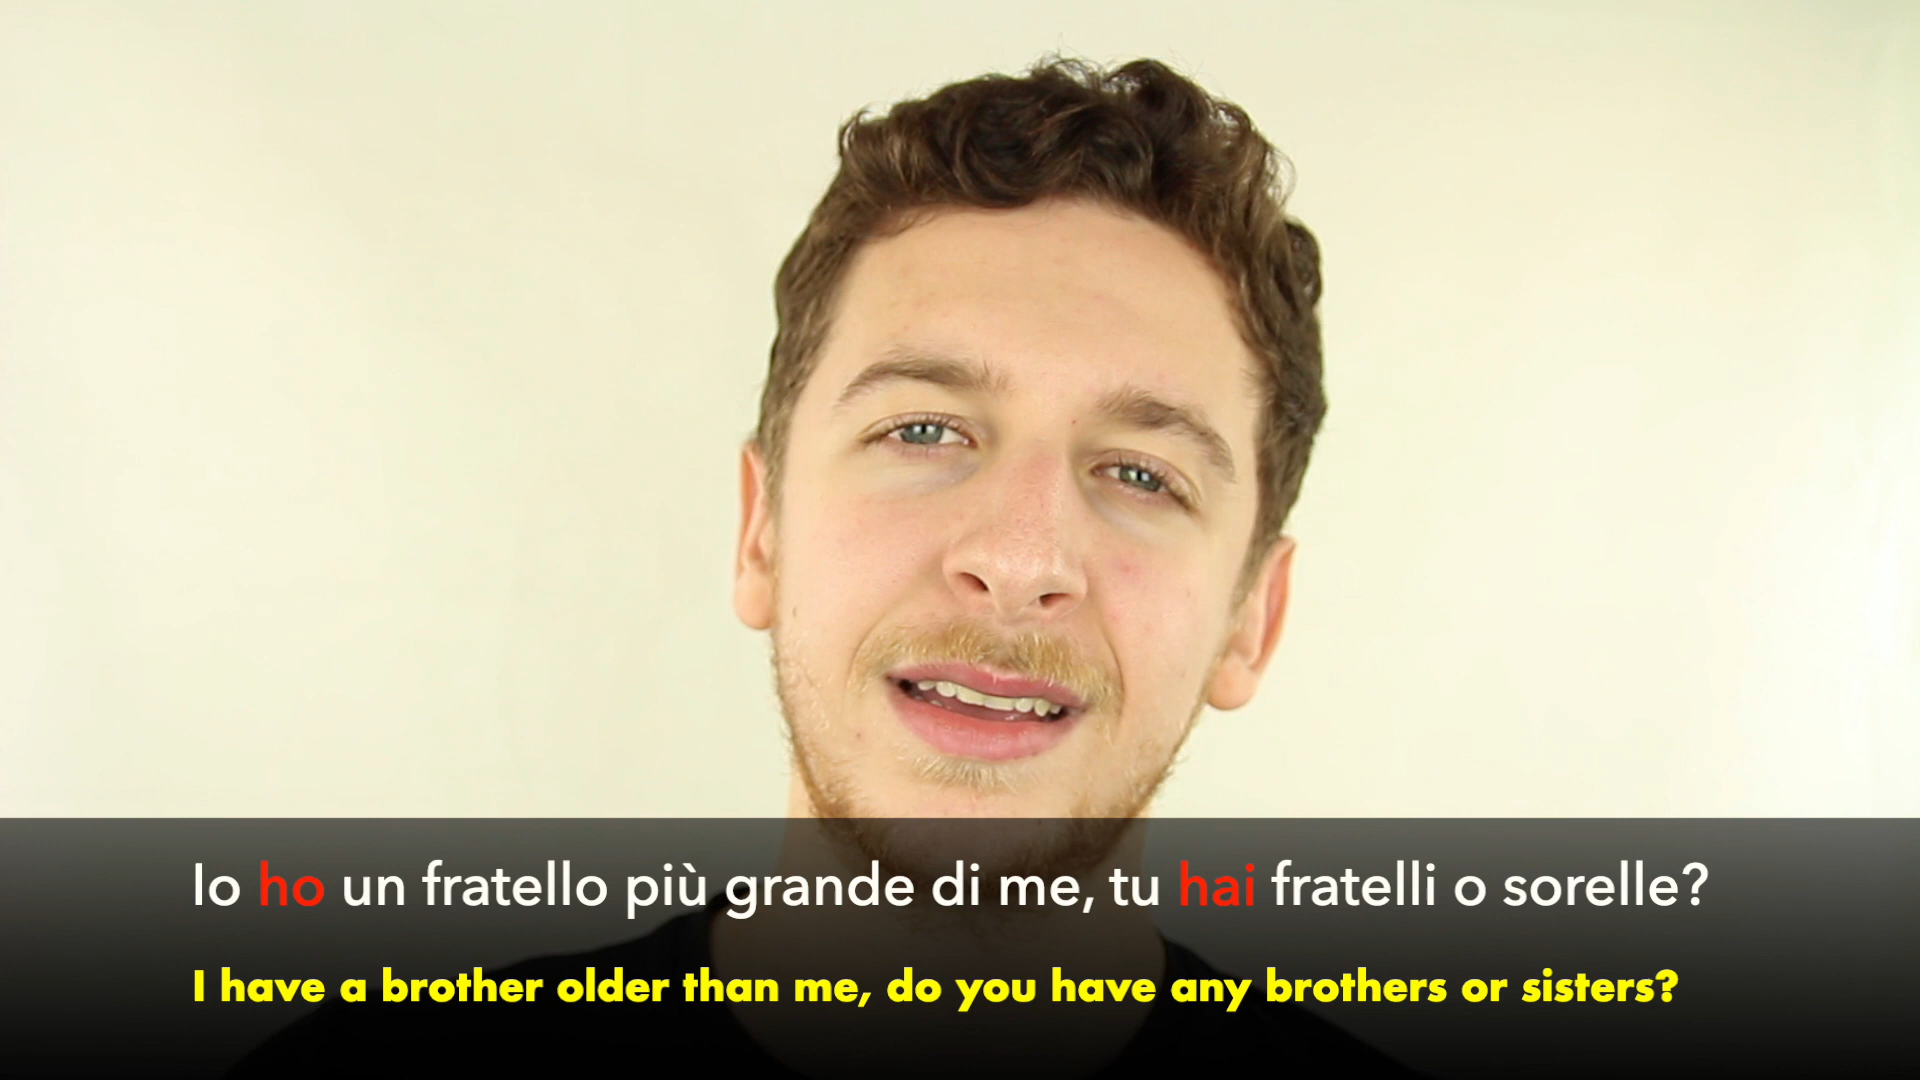 Io ho un fratello più grande di me, tu hai fratelli o sorelle?
I have a brother older than me, do you have any brothers or sisters?